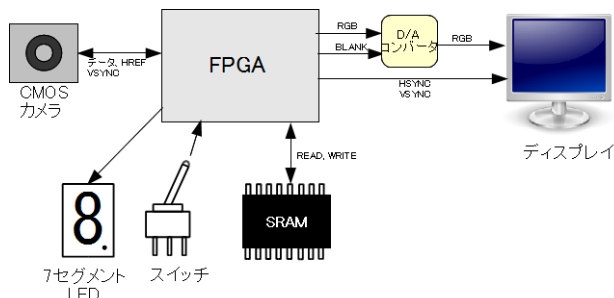 RGB
BLANK
D/A
コンバータ
RGB
FPGA
データ、HREF
VSYNC
HSYNC
VSYNC
CMOS
カメラ
ディスプレイ
READ, WRITE
8.
SRAM
7セグメント
LED
スイッチ